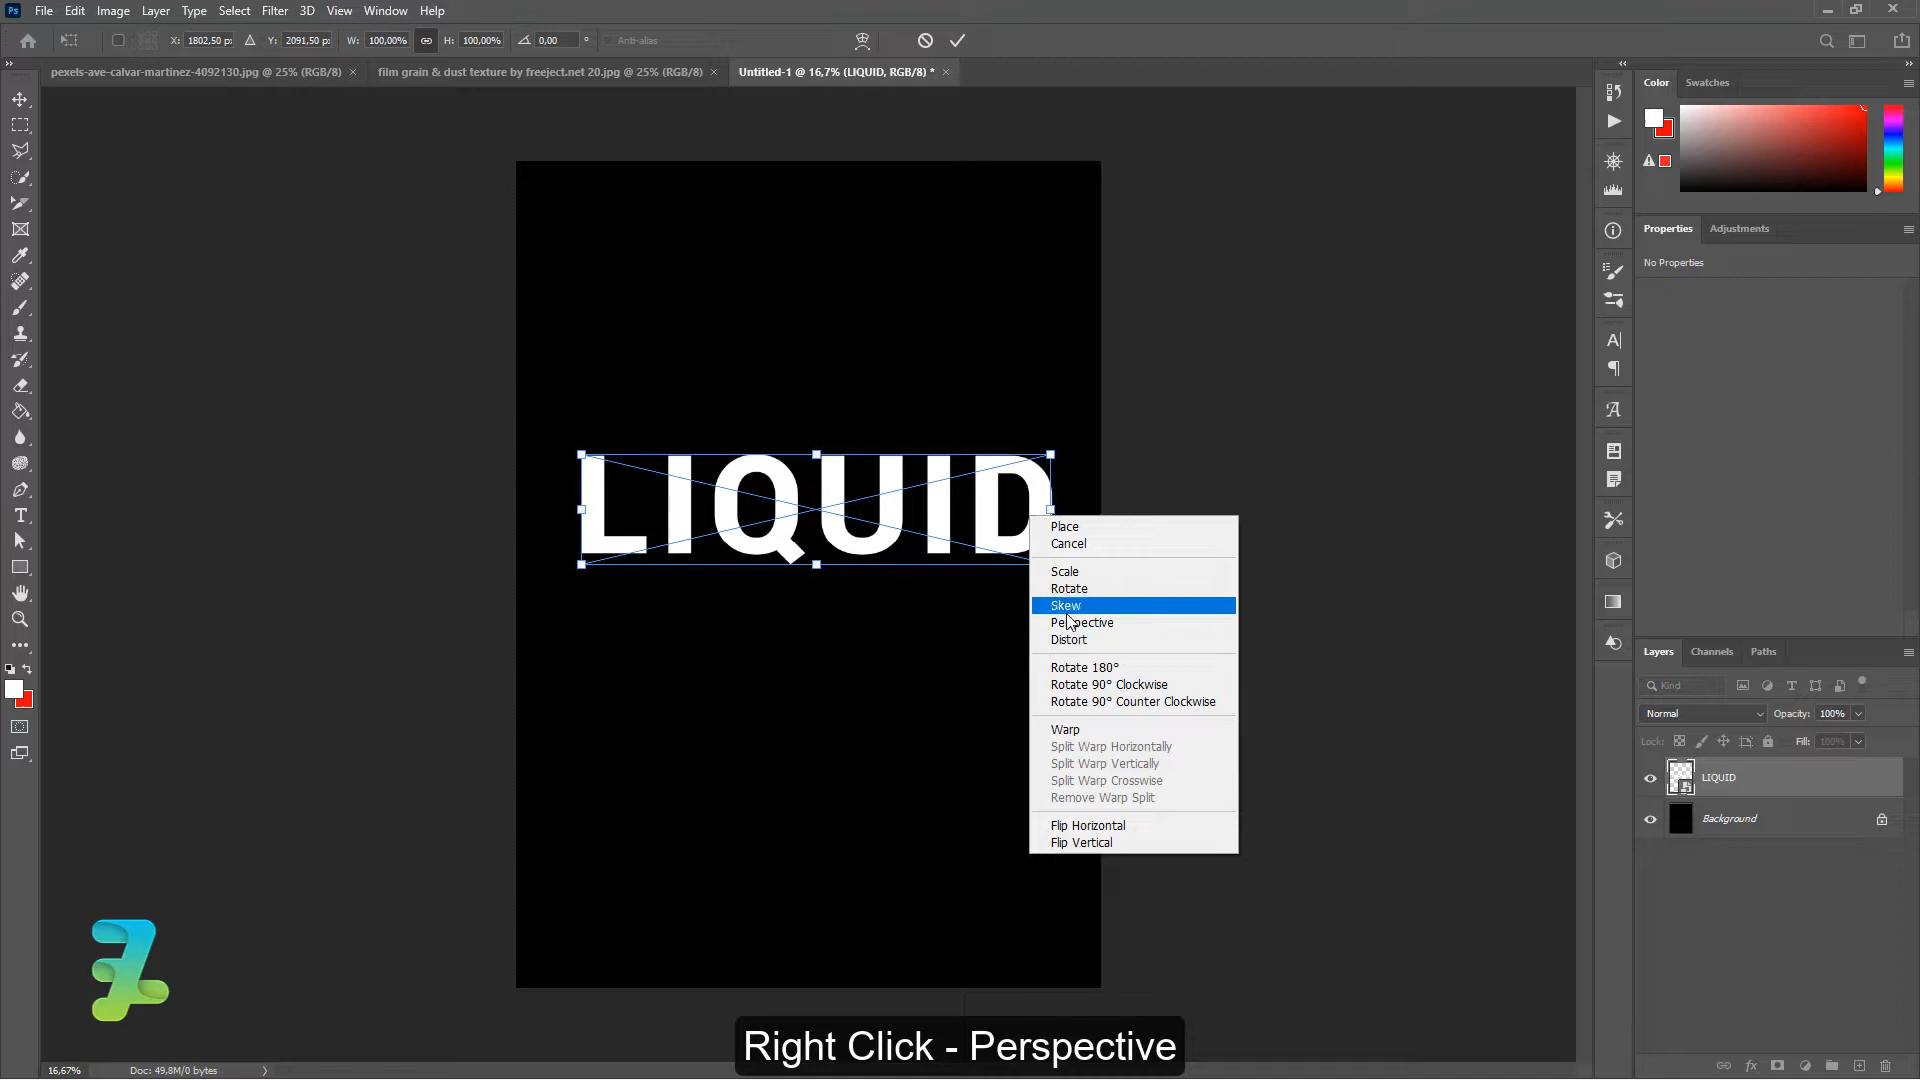 Ps File Edit Image Layer Type Select Filter 3D View Window Help
X: 1802,50 p: Y: 2091,50 p: W: 100,00% H: 100,00% 0,00 ° Anti-alias
pexels-ave-calvar-martinez-4092130.jpg @ 25% (RGB/8) × film grain & dust texture by freeject.net 20.jpg @ 25% (RGB/8) × Untitled-1 @ 16,7% (LIQUID, RGB/8) * ×
Color Swatches
Properties Adjustments
No Properties
LIQUID
Place
Cancel
Scale
Rotate
Skew
Perspective
Distort
Rotate 180°
Rotate 90° Clockwise
Rotate 90° Counter Clockwise
Warp
Split Warp Horizontally
Split Warp Vertically
Split Warp Crosswise
Remove Warp Split
Flip Horizontal
Flip Vertical
Layers Channels Paths
Kind
Normal Opacity: 100%
Lock: Fill: 100%
LIQUID
Background
fx
Right Click - Perspective
16,67% Doc: 49,8M/0 bytes